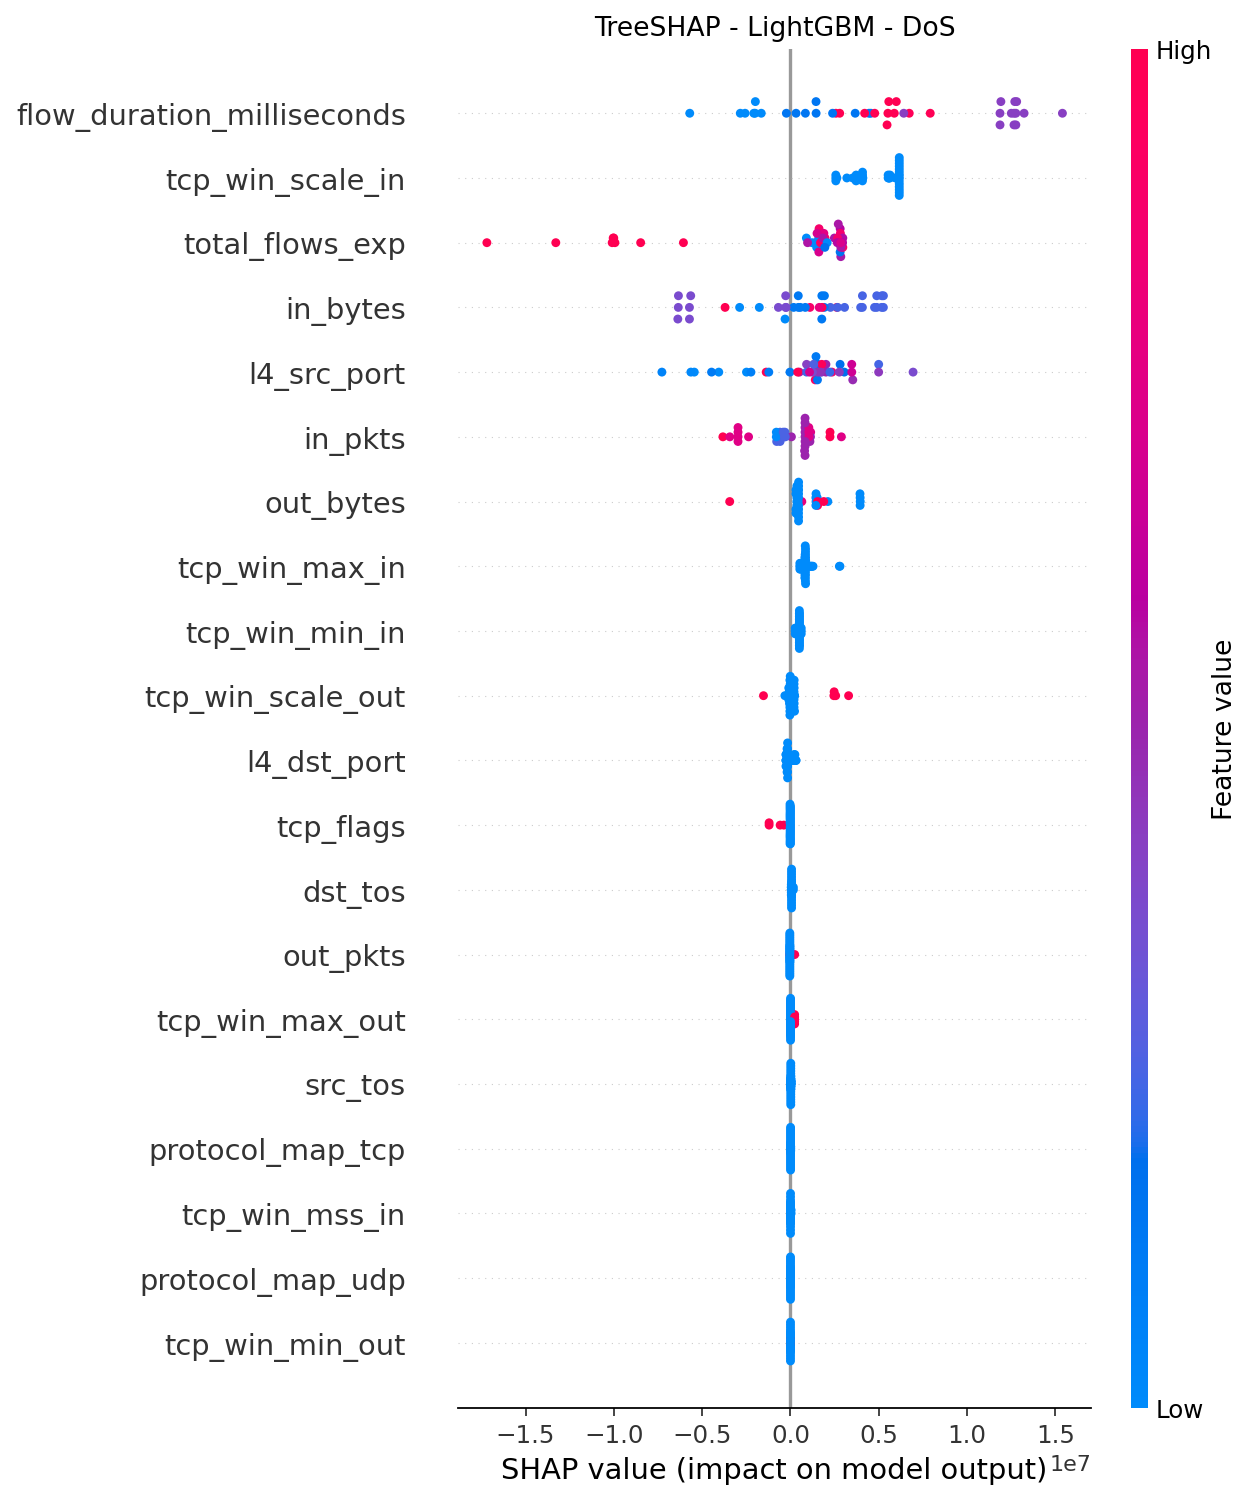 TreeSHAP - LightGBM - DoS
High
flow_duration_milliseconds
tcp_win_scale_in
total_flows_exp
in_bytes
l4_src_port
in_pkts
out_bytes
tcp_win_max_in
tcp_win_min_in
tcp_win_scale_out
l4_dst_port
tcp_flags
dst_tos
out_pkts
tcp_win_max_out
src_tos
protocol_map_tcp
tcp_win_mss_in
protocol_map_udp
tcp_win_min_out
Feature value
Low
−1.5 −1.0 −0.5 0.0 0.5 1.0 1.5
1e7
SHAP value (impact on model output)